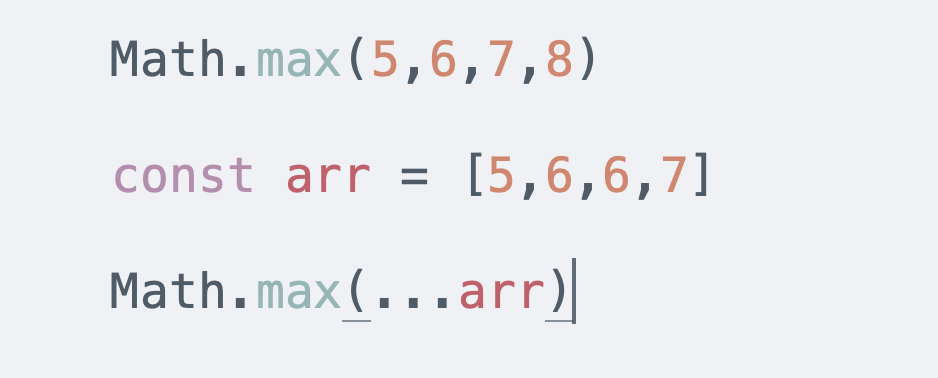 Math.max(5,6,7,8)
const arr = [5,6,6,7]
Math.max(...arr)